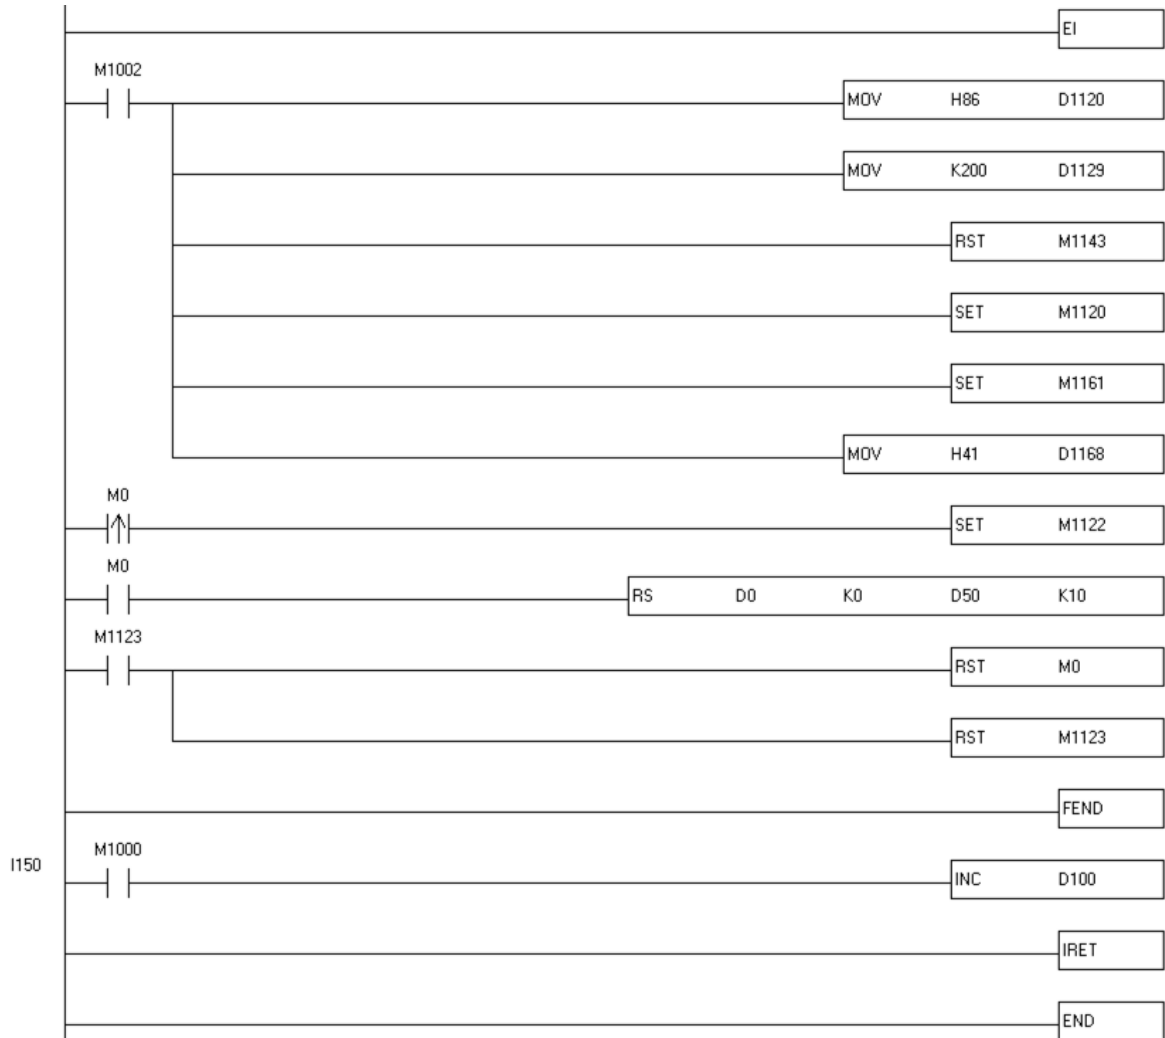 EI
M1002
MOV H86 D1120
MOV K200 D1129
RST M1143
SET M1120
SET M1161
MOV H41 D1168
M0
SET M1122
M0
RS D0 K0 D50 K10
M1123
RST M0
RST M1123
FEND
M1000
I150
INC D100
IRET
END